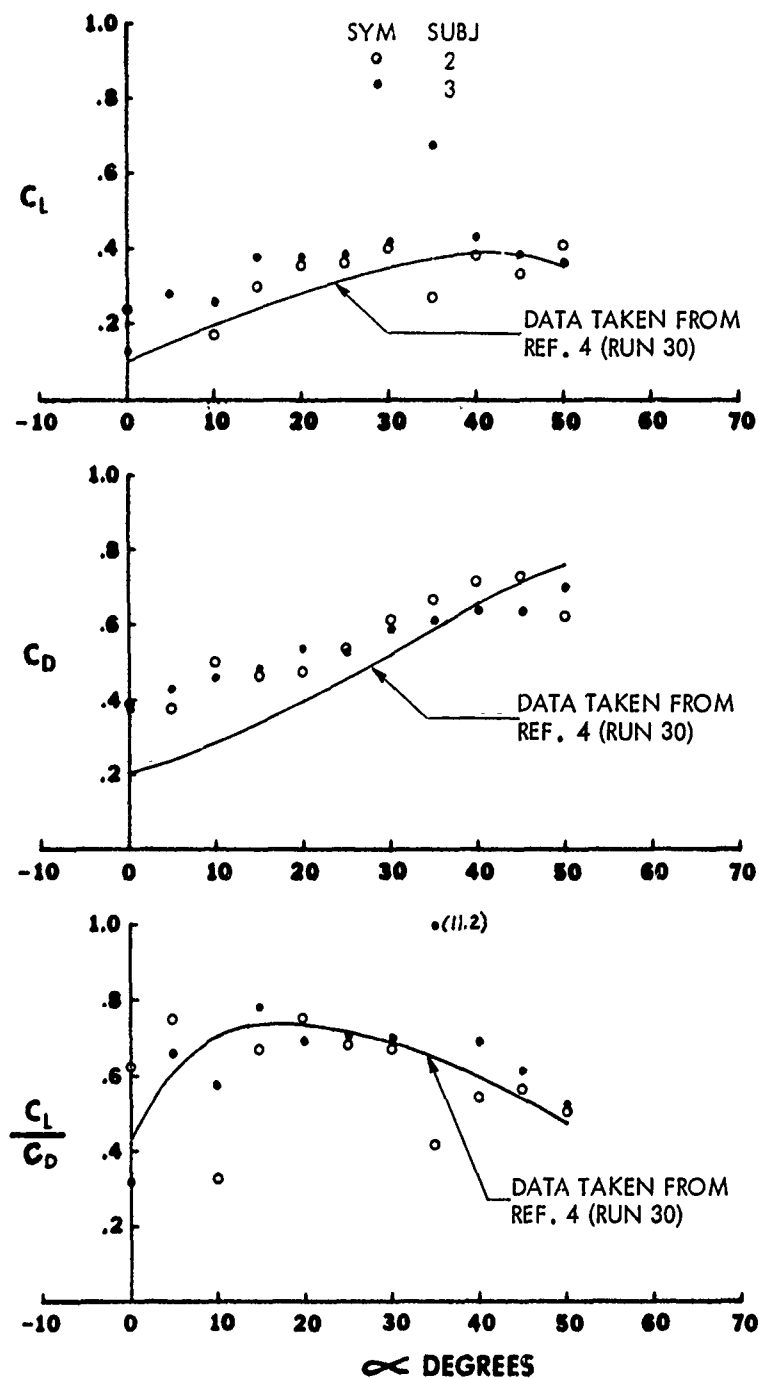 SYM SUBJ
2
3
1.0
.8
.6
.4
.2
C_L
DATA TAKEN FROM
REF. 4 (RUN 30)
-10 0 10 20 30 40 50 60 70
1.0
.8
.6
.4
.2
C_D
DATA TAKEN FROM
REF. 4 (RUN 30)
-10 0 10 20 30 40 50 60 70
1.0
(11.2)
.8
.6
.4
.2
C_L
C_D
DATA TAKEN FROM
REF. 4 (RUN 30)
-10 0 10 20 30 40 50 60 70
∝ DEGREES